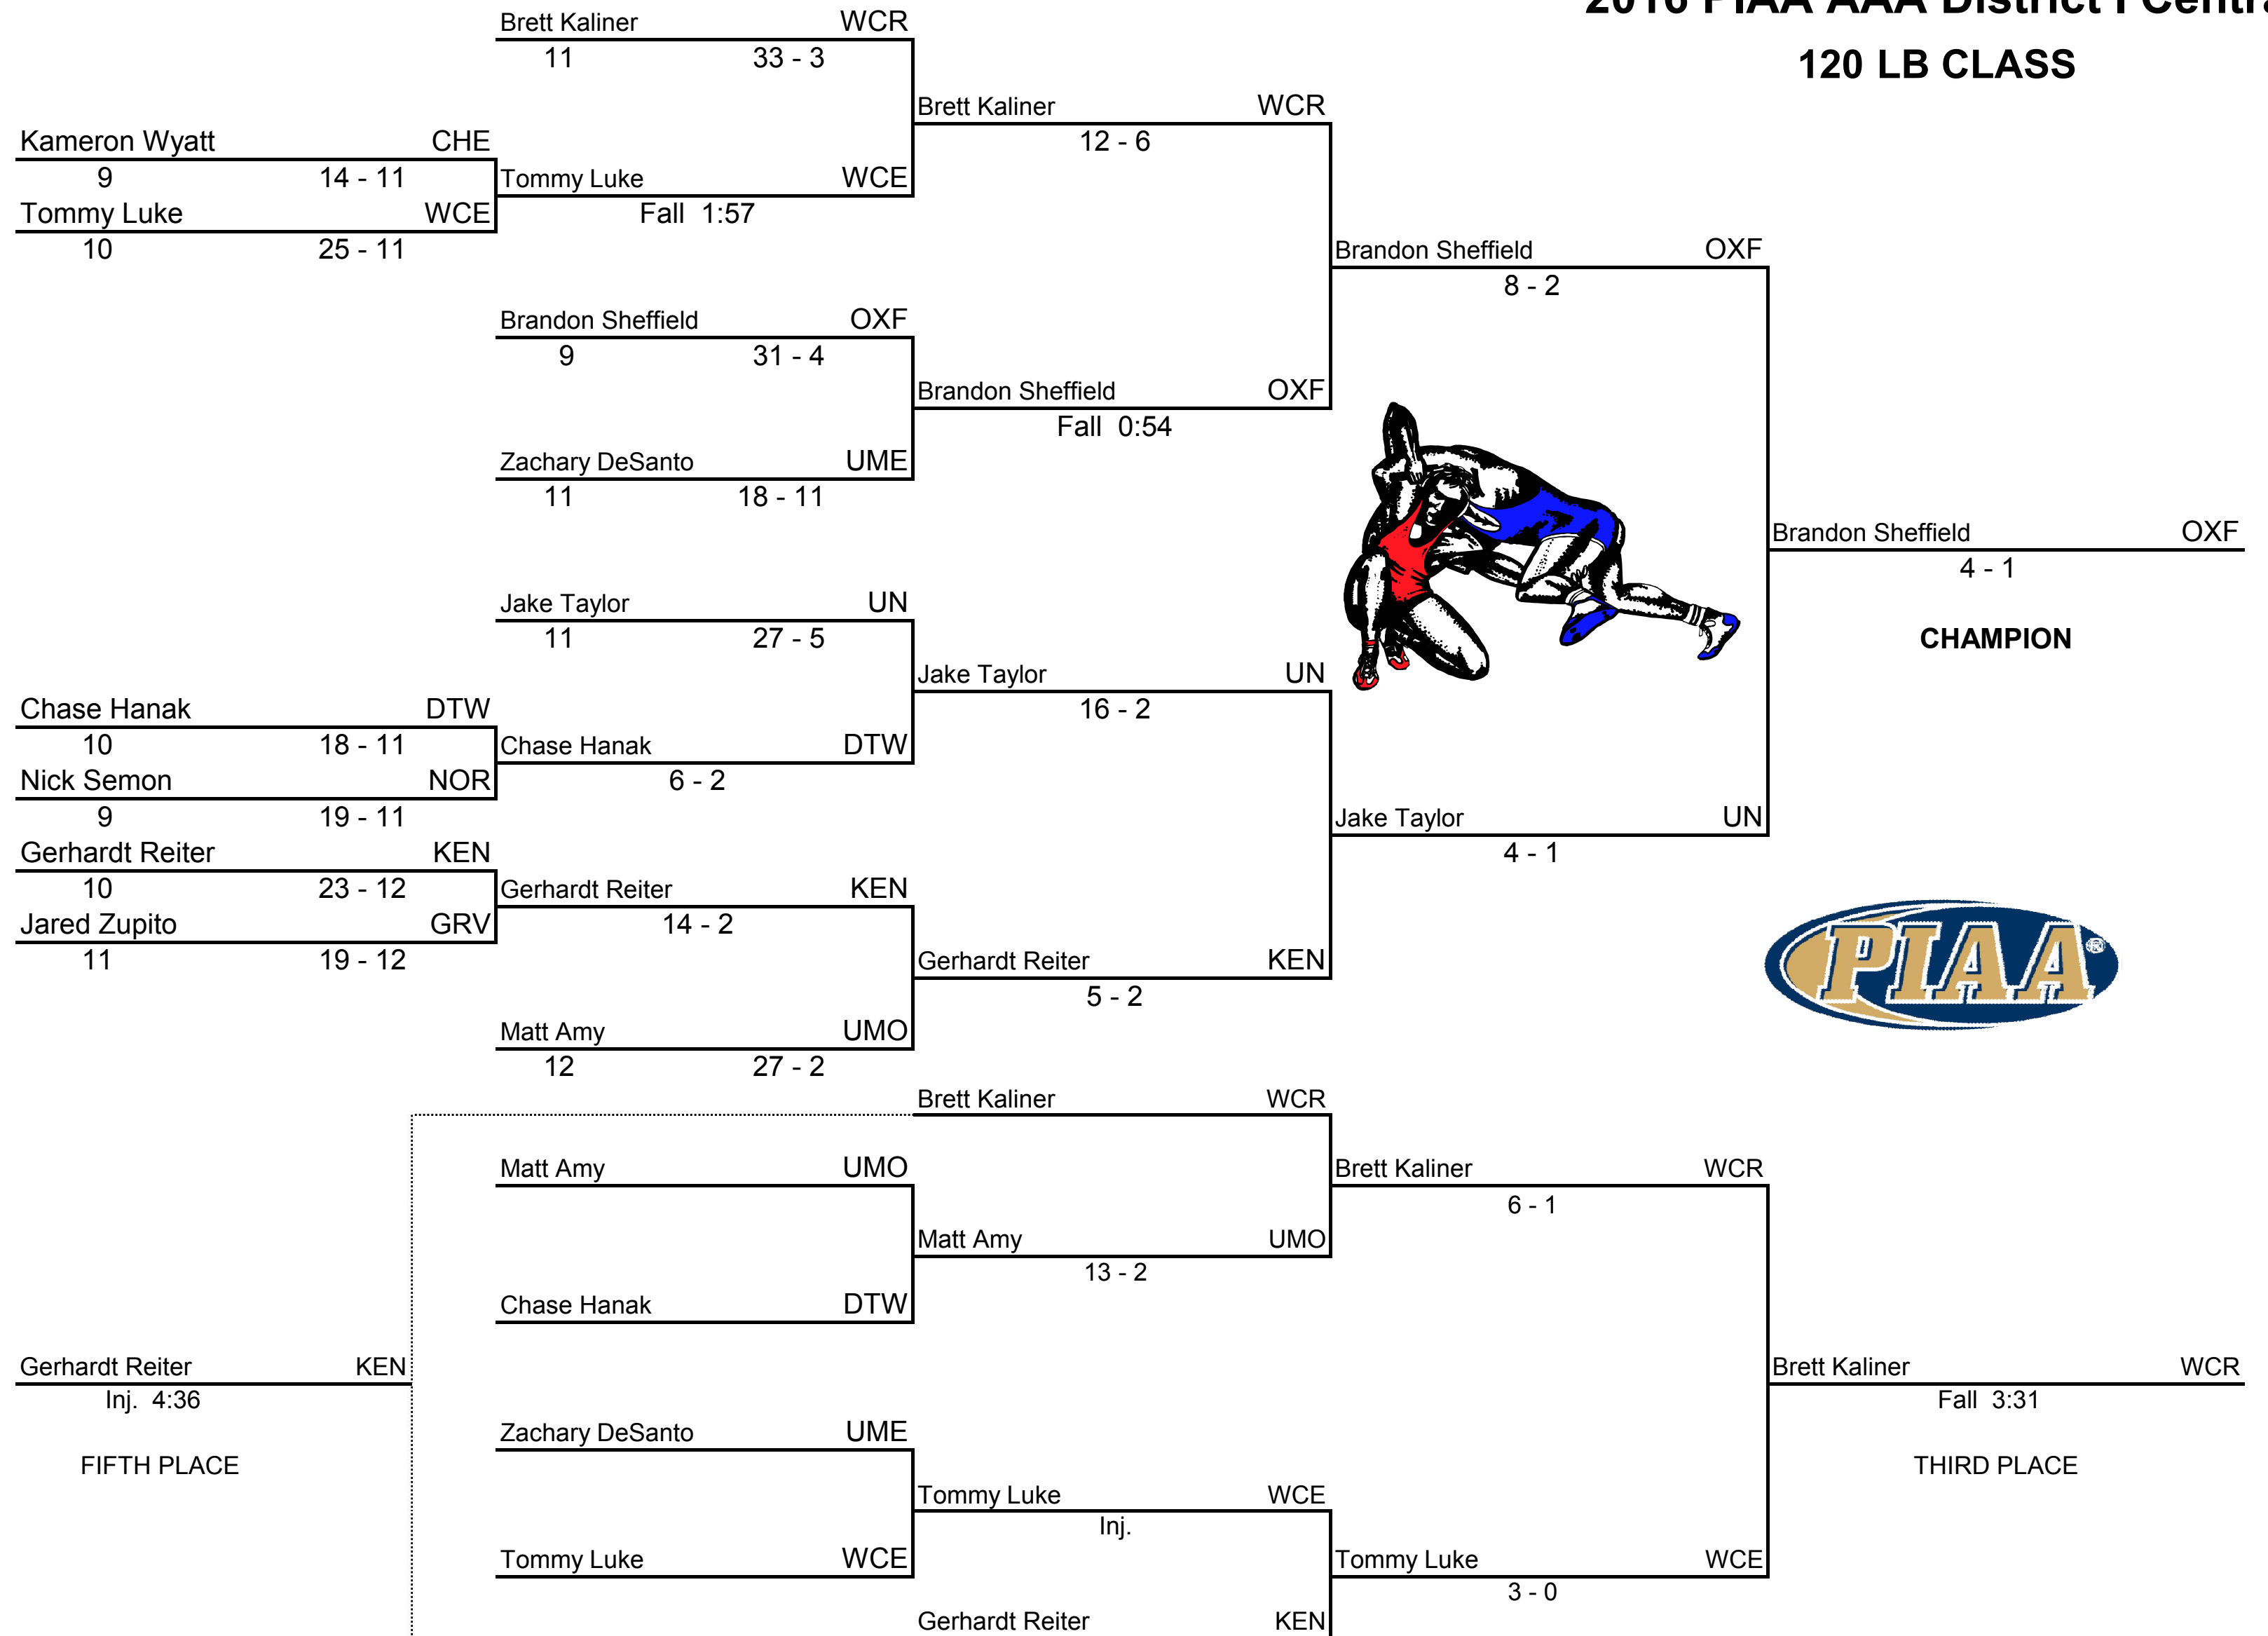 2016 PIAA AAA District I Centra
120 LB CLASS
Brett Kaliner WCR
11 33 - 3
Brett Kaliner WCR
12 - 6
Kameron Wyatt CHE
9 14 - 11
Tommy Luke WCE
Fall 1:57
Tommy Luke WCE
10 25 - 11
Brandon Sheffield OXF
8 - 2
Brandon Sheffield OXF
9 31 - 4
Brandon Sheffield OXF
Fall 0:54
Zachary DeSanto UME
11 18 - 11
Brandon Sheffield OXF
4 - 1
CHAMPION
Jake Taylor UN
11 27 - 5
Jake Taylor UN
16 - 2
Chase Hanak DTW
10 18 - 11
Chase Hanak DTW
6 - 2
Nick Semon NOR
9 19 - 11
Jake Taylor UN
4 - 1
Gerhardt Reiter KEN
10 23 - 12
Gerhardt Reiter KEN
14 - 2
Jared Zupito GRV
11 19 - 12
Gerhardt Reiter KEN
5 - 2
PIAA®
Matt Amy UMO
12 27 - 2
Brett Kaliner WCR
Matt Amy UMO
Brett Kaliner WCR
6 - 1
Matt Amy UMO
13 - 2
Chase Hanak DTW
Gerhardt Reiter KEN
Inj. 4:36
FIFTH PLACE
Brett Kaliner WCR
Fall 3:31
THIRD PLACE
Zachary DeSanto UME
Tommy Luke WCE
Inj.
Tommy Luke WCE
Tommy Luke WCE
3 - 0
Gerhardt Reiter KEN